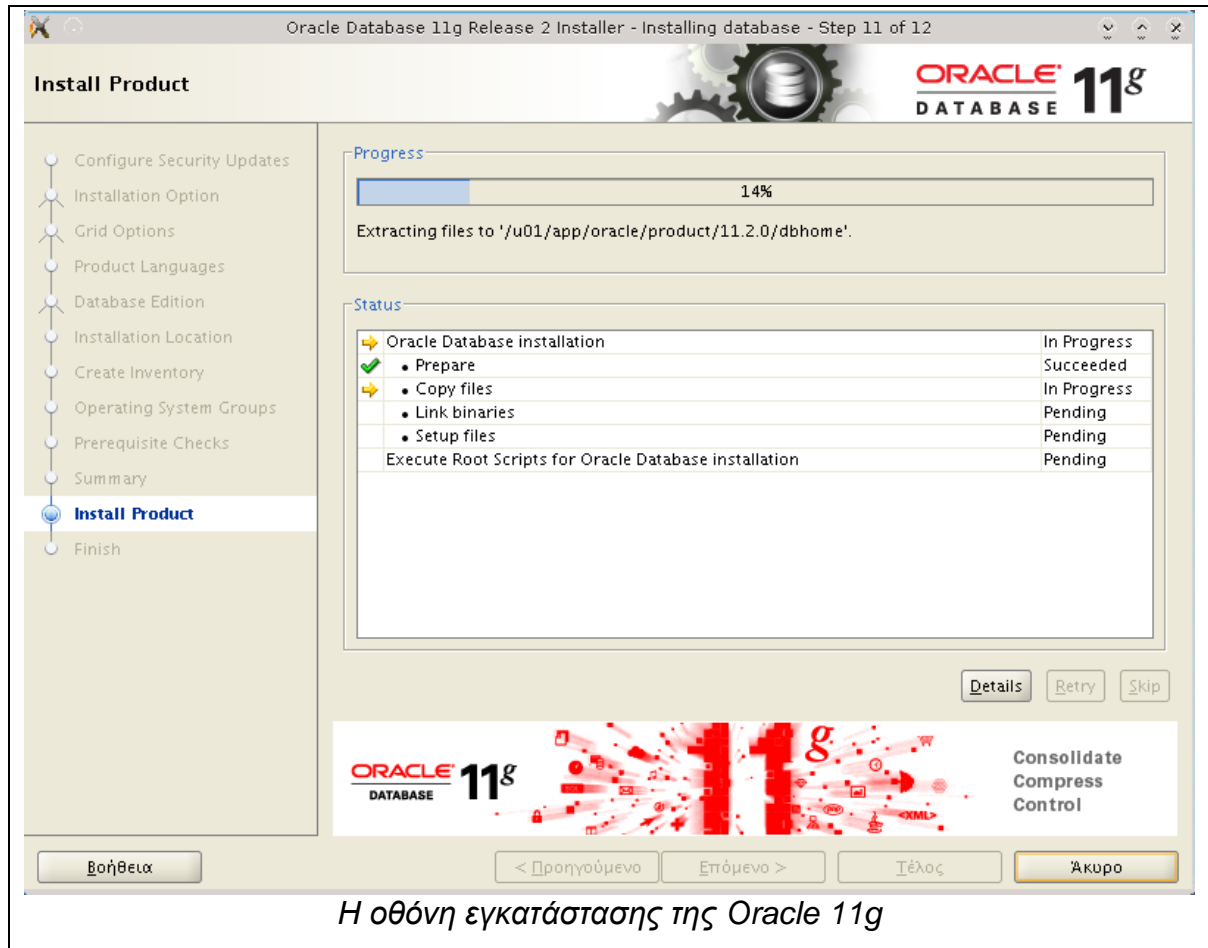 Oracle Database 11g Release 2 Installer - Installing database - Step 11 of 12
Install Product
ORACLE 11g
DATABASE
Configure Security Updates
Installation Option
Grid Options
Product Languages
Database Edition
Installation Location
Create Inventory
Operating System Groups
Prerequisite Checks
Summary
Install Product
Finish
Progress
14%
Extracting files to '/u01/app/oracle/product/11.2.0/dbhome'.
Status
Oracle Database installation In Progress
• Prepare Succeeded
• Copy files In Progress
• Link binaries Pending
• Setup files Pending
Execute Root Scripts for Oracle Database installation Pending
Details Retry Skip
ORACLE 11g
DATABASE
11g
<XML>
php
Consolidate
Compress
Control
Βοήθεια < Προηγούμενο Επόμενο > Τέλος Άκυρο
Η οθόνη εγκατάστασης της Oracle 11g